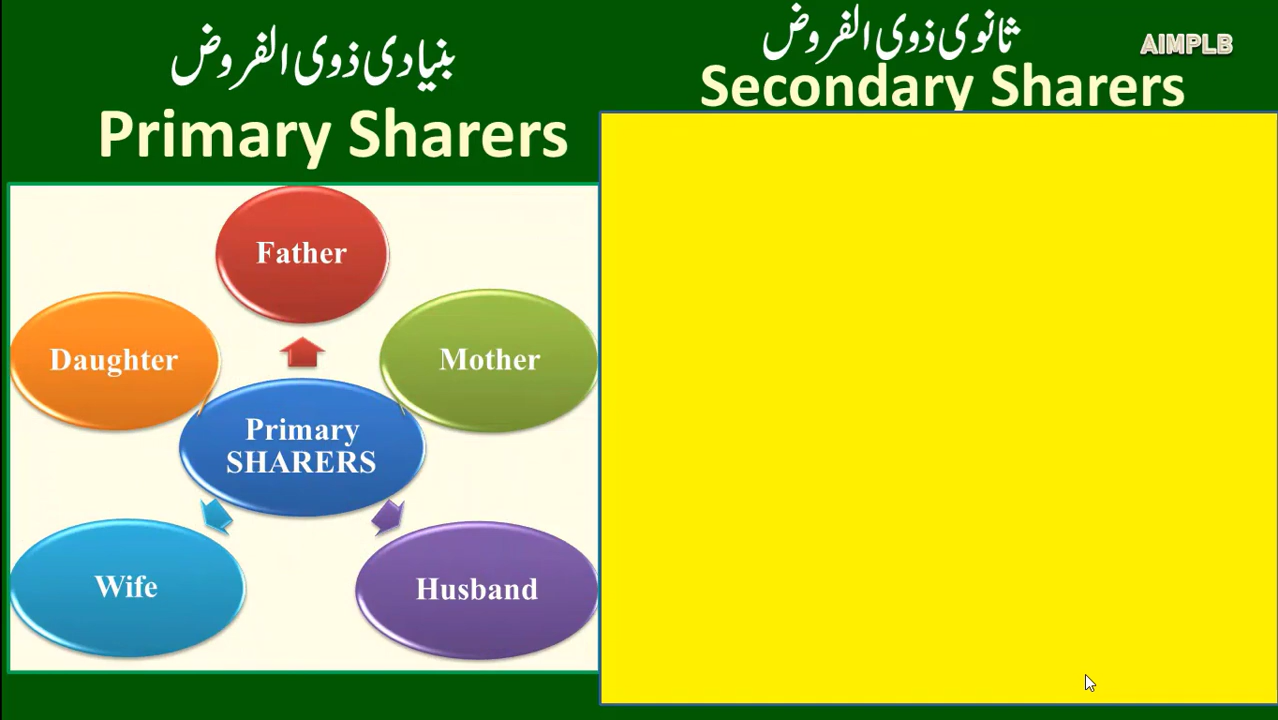 بنیادی ذوی الفروض
Primary Sharers
ثانوی ذوی الفروض
Secondary Sharers
AIMPLB
Father
Daughter
Mother
Primary
SHARERS
Wife
Husband